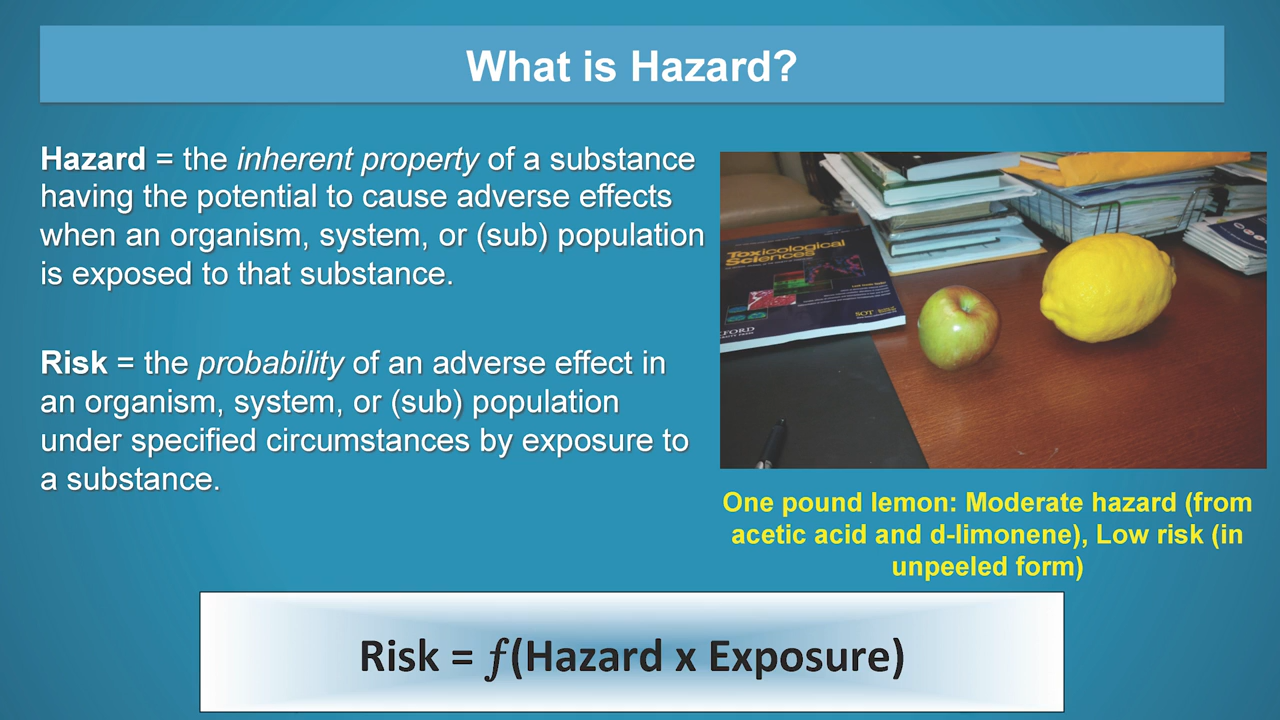 What is Hazard?
Hazard = the inherent property of a substance
having the potential to cause adverse effects
when an organism, system, or (sub) population
is exposed to that substance.
Risk = the probability of an adverse effect in
an organism, system, or (sub) population
under specified circumstances by exposure to
a substance.
Toxicological
Sciences
SOT
One pound lemon: Moderate hazard (from
acetic acid and d-limonene), Low risk (in
unpeeled form)
Risk = f(Hazard x Exposure)